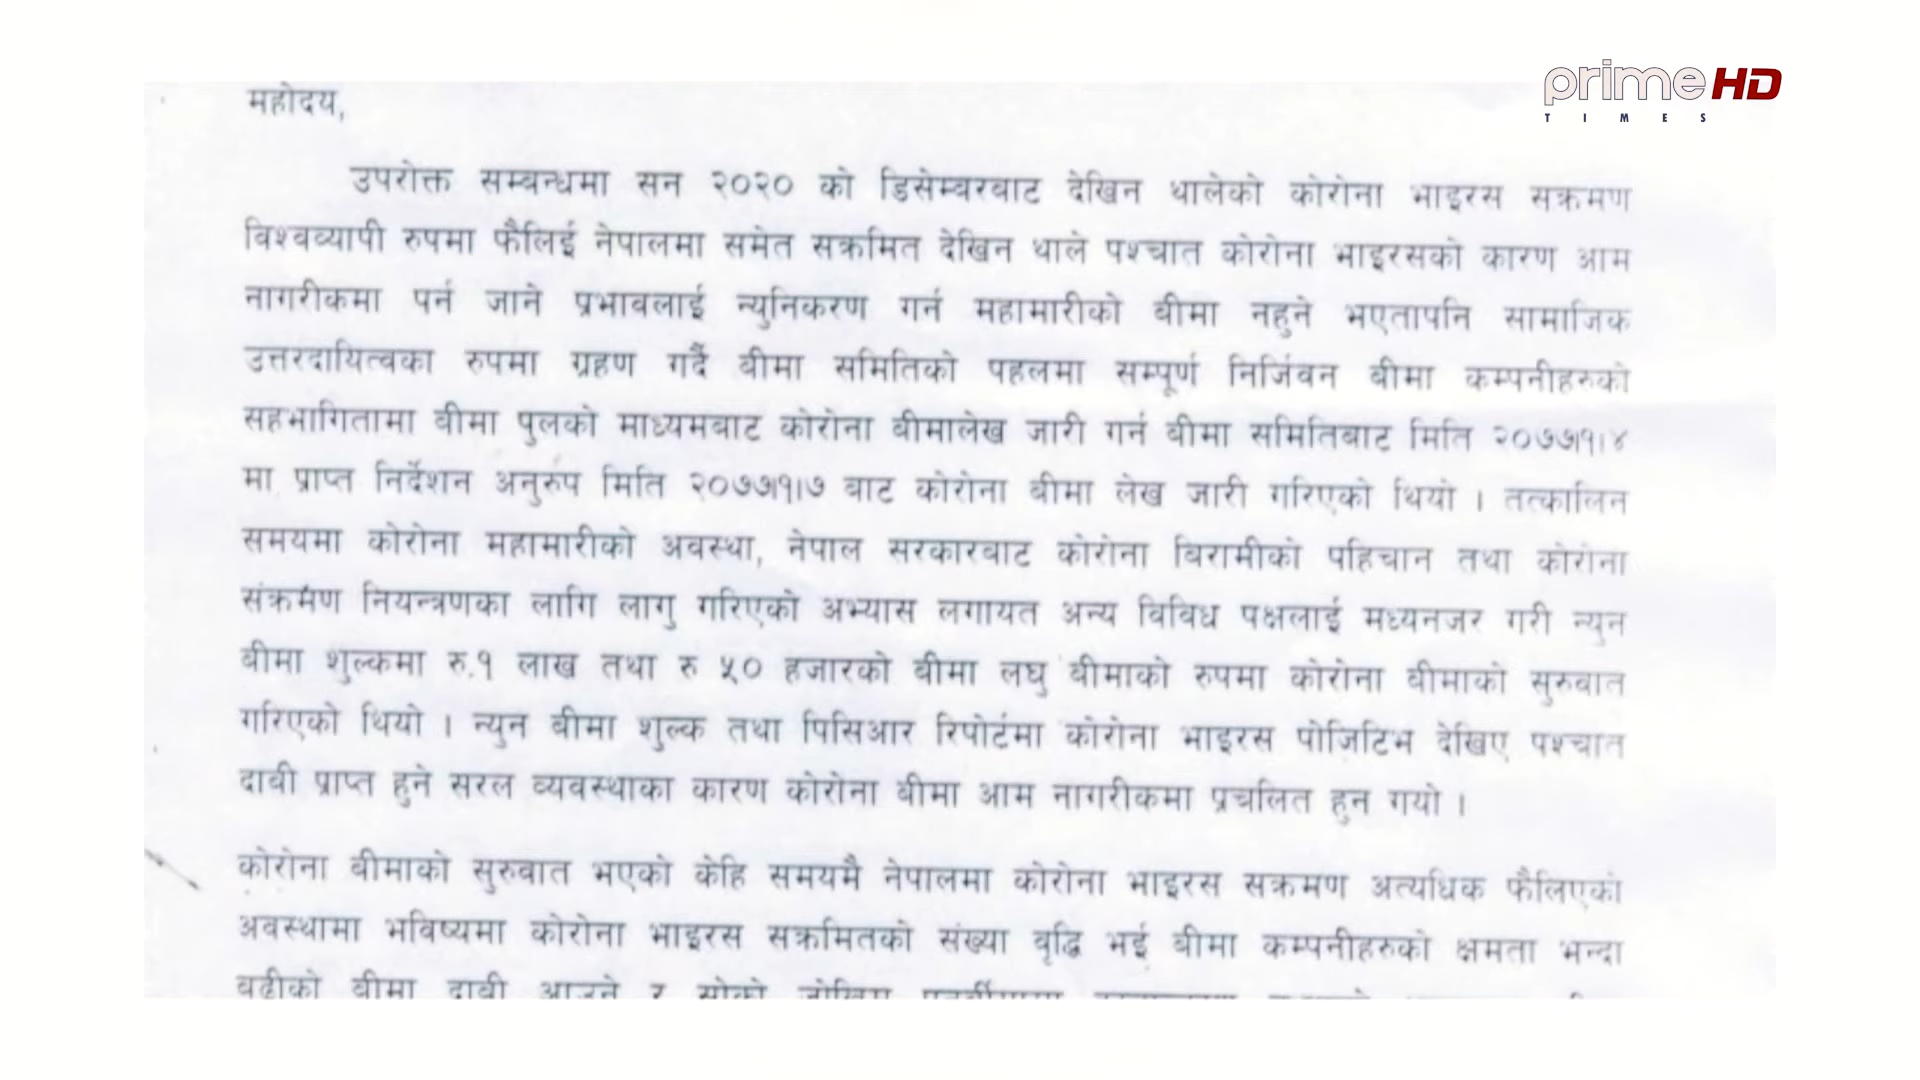 prime HD
TIMES
महोदय,
उपरोक्त सम्बन्धमा सन २०२० को डिसेम्बरबाट देखिन थालेको कोरोना भाइरस सक्रमण
विश्वव्यापी रुपमा फैलिई नेपालमा समेत सक्रमित देखिन थाले पश्चात कोरोना भाइरसको कारण आम
नागरीकमा पर्न जाने प्रभावलाई न्युनिकरण गर्न महामारीको बीमा नहुने भएतापनि सामाजिक
उत्तरदायित्वका रुपमा ग्रहण गर्दै बीमा समितिको पहलमा सम्पूर्ण निर्जिवन बीमा कम्पनीहरुको
सहभागितामा बीमा पुलको माध्यमबाट कोरोना बीमालेख जारी गर्न बीमा समितिबाट मिति २०७७।१।४
मा प्राप्त निर्देशन अनुरुप मिति २०७७।१।७ बाट कोरोना बीमा लेख जारी गरिएको थियो । तत्कालिन
समयमा कोरोना महामारीको अवस्था, नेपाल सरकारबाट कोरोना बिरामीको पहिचान तथा कोरोना
संक्रमण नियन्त्रणका लागि लागु गरिएको अभ्यास लगायत अन्य विविध पक्षलाई मध्यनजर गरी न्युन
बीमा शुल्कमा रु.१ लाख तथा रु ५० हजारको बीमा लघु बीमाको रुपमा कोरोना बीमाको सुरुवात
गरिएको थियो । न्युन बीमा शुल्क तथा पिसिआर रिपोर्टमा कोरोना भाइरस पोजिटिभ देखिए पश्चात
दाबी प्राप्त हुने सरल व्यवस्थाका कारण कोरोना बीमा आम नागरीकमा प्रचलित हुन गयो ।
कोरोना बीमाको सुरुवात भएको केहि समयमै नेपालमा कोरोना भाइरस सक्रमण अत्यधिक फैलिएको
अवस्थामा भविष्यमा कोरोना भाइरस सक्रमितको संख्या वृद्धि भई बीमा कम्पनीहरुको क्षमता भन्दा
बढीको बीमा दाबी आउने र